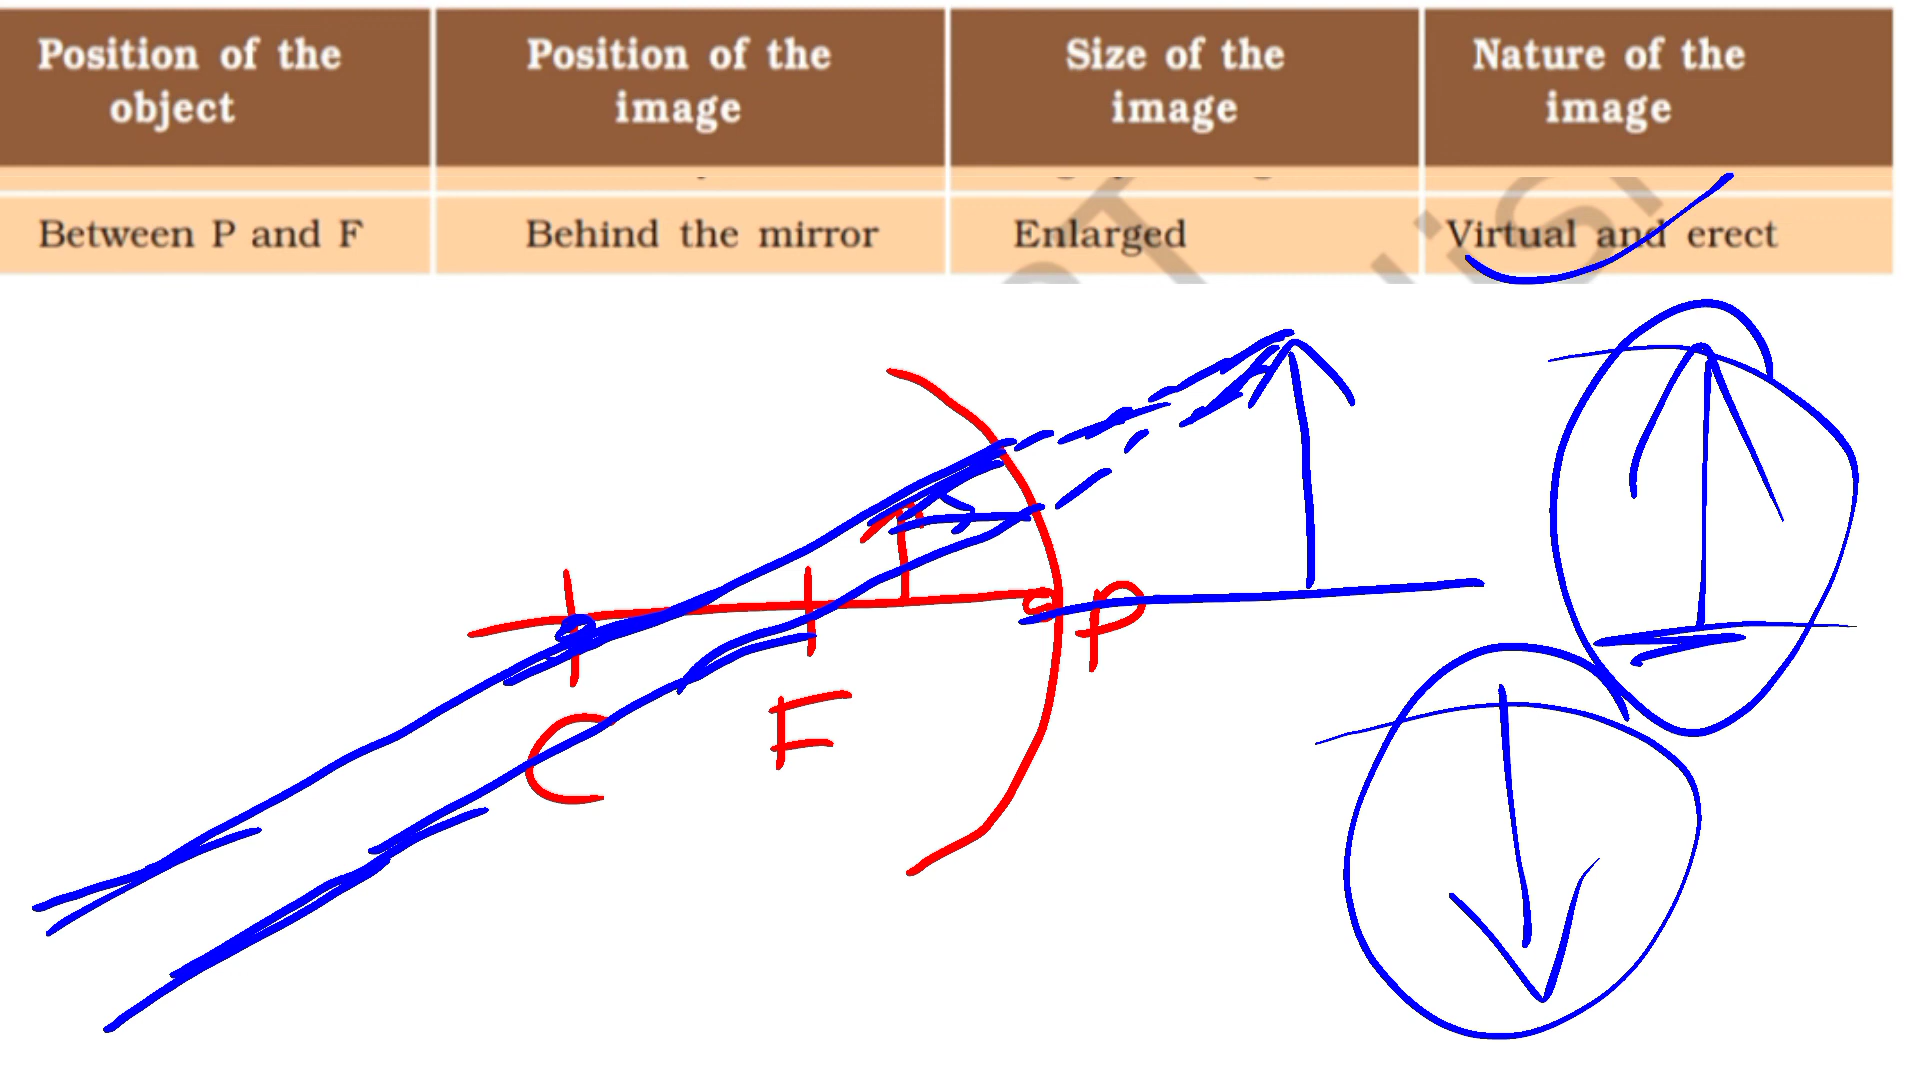 Position of the object
Position of the image
Size of the image
Nature of the image
Between P and F
Behind the mirror
Enlarged
Virtual and erect
P
C
F